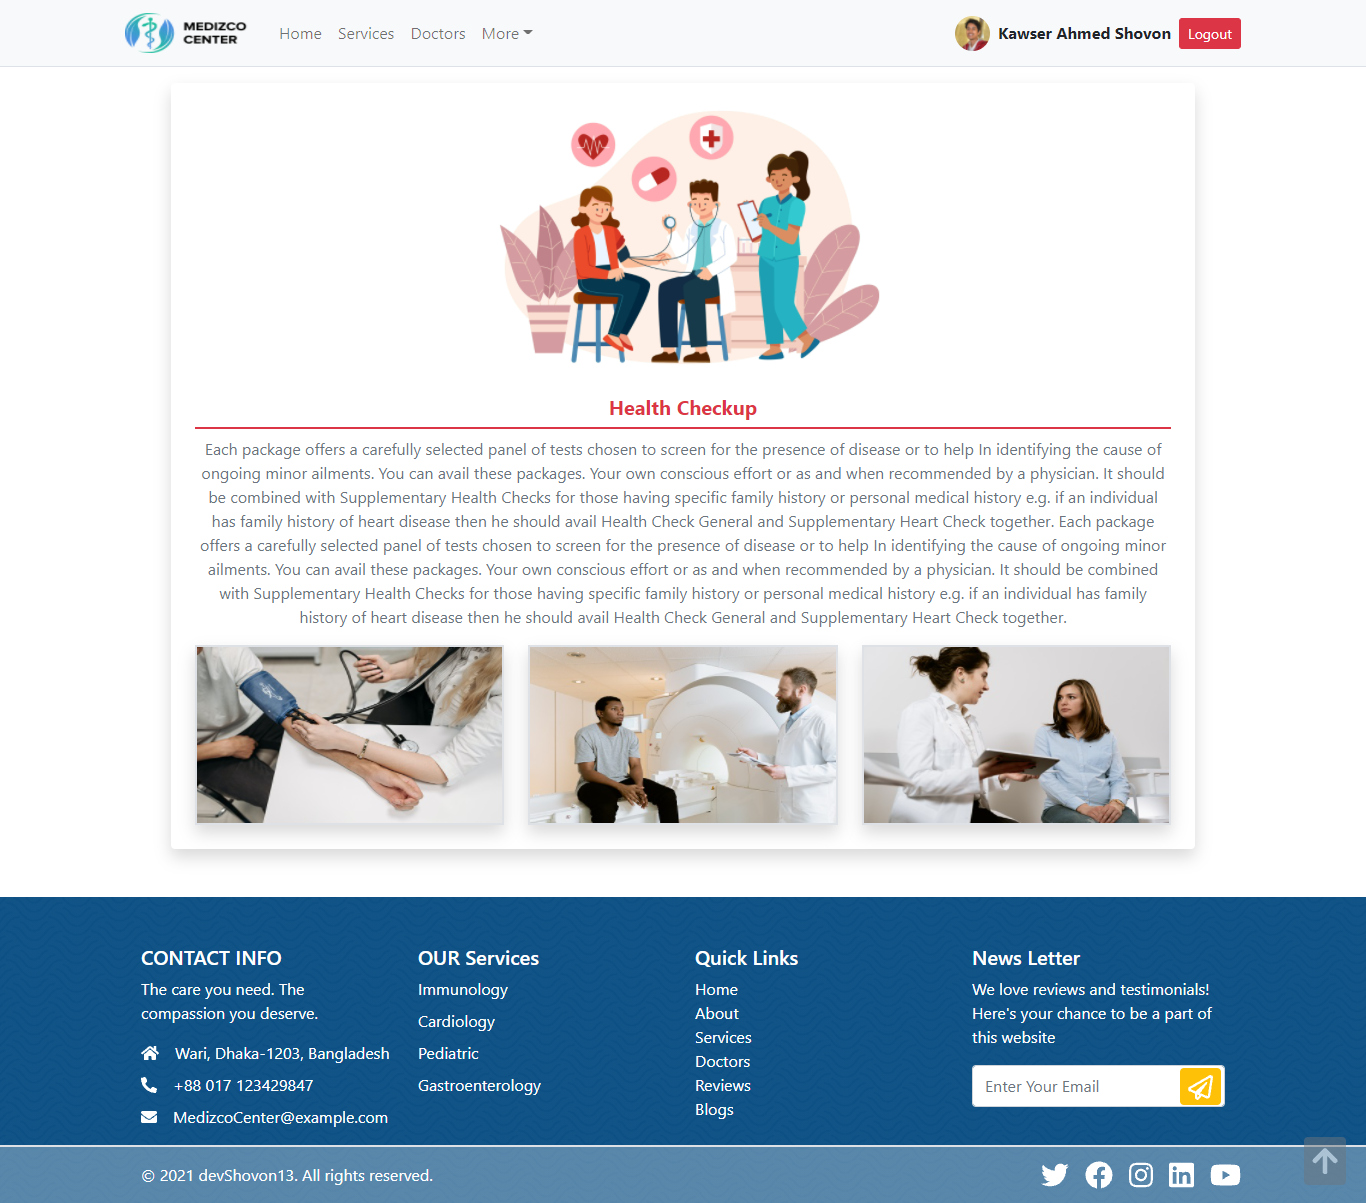 MEDIZCO
CENTER
Home
Services
Doctors
More
Kawser Ahmed Shovon
Logout
Health Checkup
Each package offers a carefully selected panel of tests chosen to screen for the presence of disease or to help In identifying the cause of
ongoing minor ailments. You can avail these packages. Your own conscious effort or as and when recommended by a physician. It should
be combined with Supplementary Health Checks for those having specific family history or personal medical history e.g. if an individual
has family history of heart disease then he should avail Health Check General and Supplementary Heart Check together. Each package
offers a carefully selected panel of tests chosen to screen for the presence of disease or to help In identifying the cause of ongoing minor
ailments. You can avail these packages. Your own conscious effort or as and when recommended by a physician. It should be combined
with Supplementary Health Checks for those having specific family history or personal medical history e.g. if an individual has family
history of heart disease then he should avail Health Check General and Supplementary Heart Check together.
CONTACT INFO
The care you need. The
compassion you deserve.
Wari, Dhaka-1203, Bangladesh
+88 017 123429847
MedizcoCenter@example.com
OUR Services
Immunology
Cardiology
Pediatric
Gastroenterology
Quick Links
Home
About
Services
Doctors
Reviews
Blogs
News Letter
We love reviews and testimonials!
Here's your chance to be a part of
this website
Enter Your Email
© 2021 devShovon13. All rights reserved.